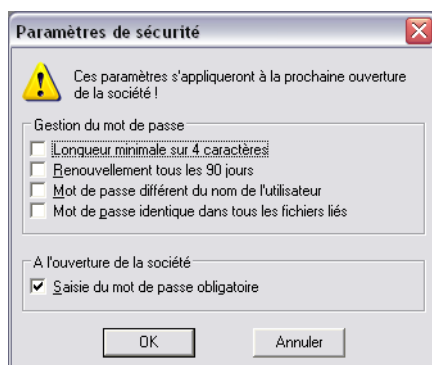 Paramètres de sécurité
Ces paramètres s'appliqueront à la prochaine ouverture
de la société !
Gestion du mot de passe
Longueur minimale sur 4 caractères
Renouvellement tous les 90 jours
Mot de passe différent du nom de l'utilisateur
Mot de passe identique dans tous les fichiers liés
A l'ouverture de la société
Saisie du mot de passe obligatoire
OK
Annuler